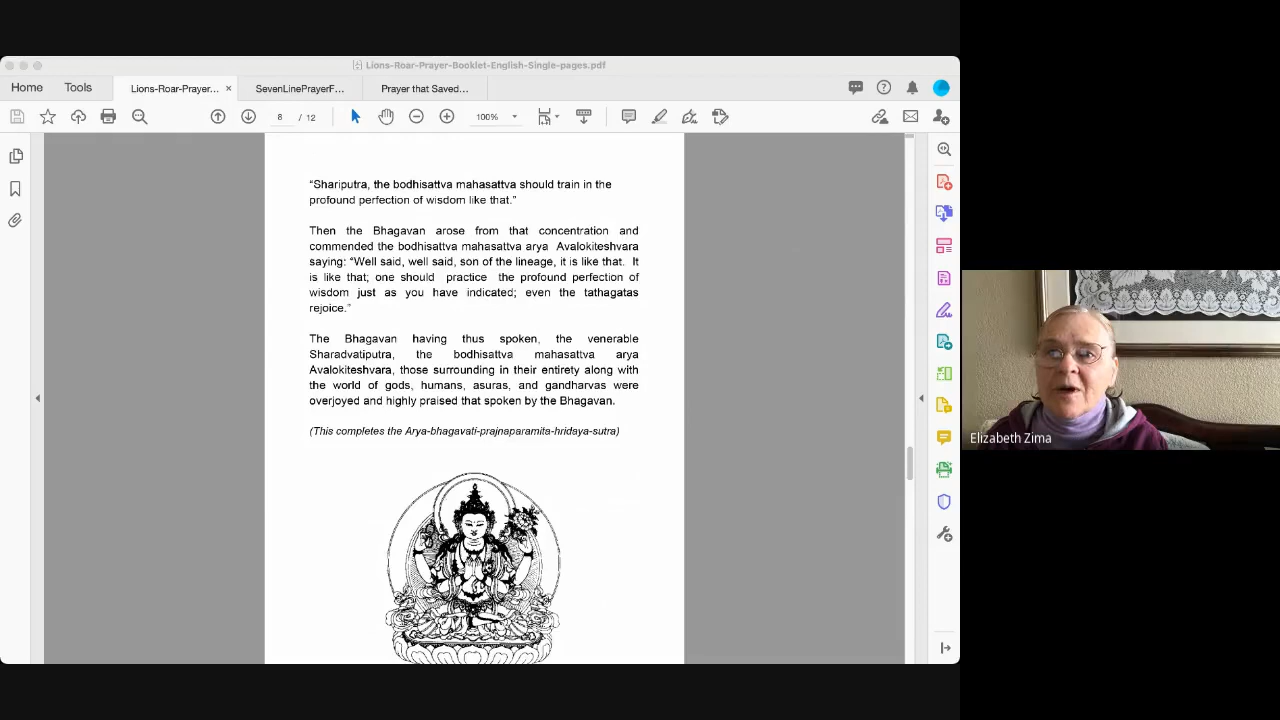 Lions-Roar-Prayer-Booklet-English-Single-pages.pdf
Home Tools Lions-Roar-Prayer... × SevenLinePrayerF... Prayer that Saved...
8 / 12 100%
“Shariputra, the bodhisattva mahasattva should train in the
profound perfection of wisdom like that.”
Then the Bhagavan arose from that concentration and
commended the bodhisattva mahasattva arya Avalokiteshvara
saying: “Well said, well said, son of the lineage, it is like that. It
is like that; one should practice the profound perfection of
wisdom just as you have indicated; even the tathagatas
rejoice.”
The Bhagavan having thus spoken, the venerable
Sharadvatiputra, the bodhisattva mahasattva arya
Avalokiteshvara, those surrounding in their entirety along with
the world of gods, humans, asuras, and gandharvas were
overjoyed and highly praised that spoken by the Bhagavan.
(This completes the Arya-bhagavati-prajnaparamita-hridaya-sutra)
Elizabeth Zima